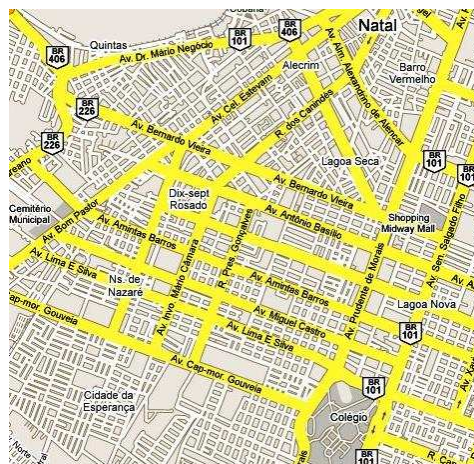 Cobana
BR
406
Quintas
Av. Dr. Mário Negócio
BR
101
BR
406
Natal
Av. Alm. Alexandrino de Alencar
Alecrim
Barro
Vermelho
BR
226
Av. Cel. Estevam
Av. Bernardo Vieira
R. dos Canindés
BR
226
Lagoa Seca
BR
101
BR
101
Dix-sept
Rosado
Av. Bernardo Vieira
Cemitério
Municipal
Av. Bom Pastor
Av. Amintas Barros
Av. Antônio Basílio
Shopping
Midway Mall
Av. Sen. Salgado Filho
Av. Lima E Silva
Av. Invo. Mário Câmara
R. Pres. Gonçalves
Av. Prudente de Morais
Ns. de
Nazaré
Av. Amintas Barros
Lagoa Nova
Cap-mor Gouveia
Av. Miguel Castro
Av. Lima E Silva
BR
101
Av. Cap-mor Gouveia
BR
101
Cidade da
Esperança
Colégio
BR
101
Norte